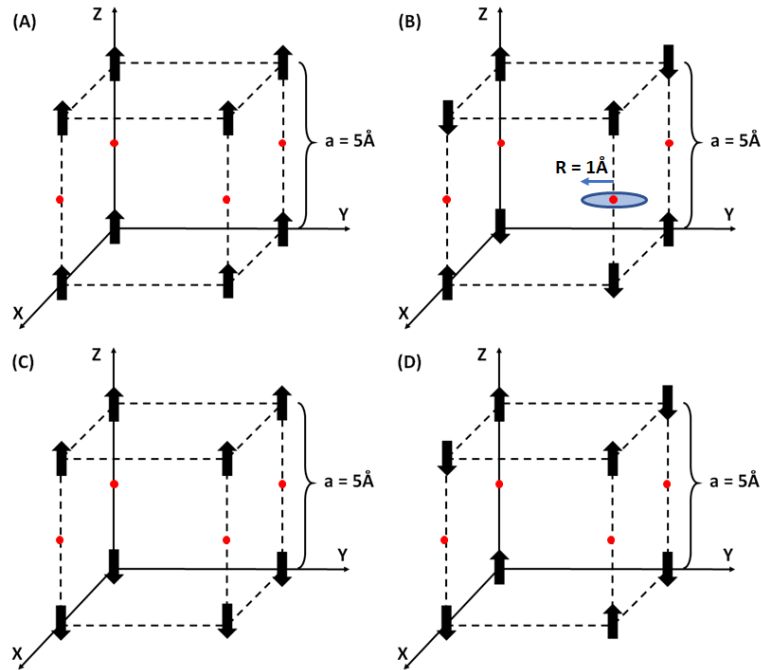 (A)
Z
a = 5Å
Y
X
(B)
Z
R = 1Å
a = 5Å
Y
X
(C)
Z
a = 5Å
Y
X
(D)
Z
a = 5Å
Y
X